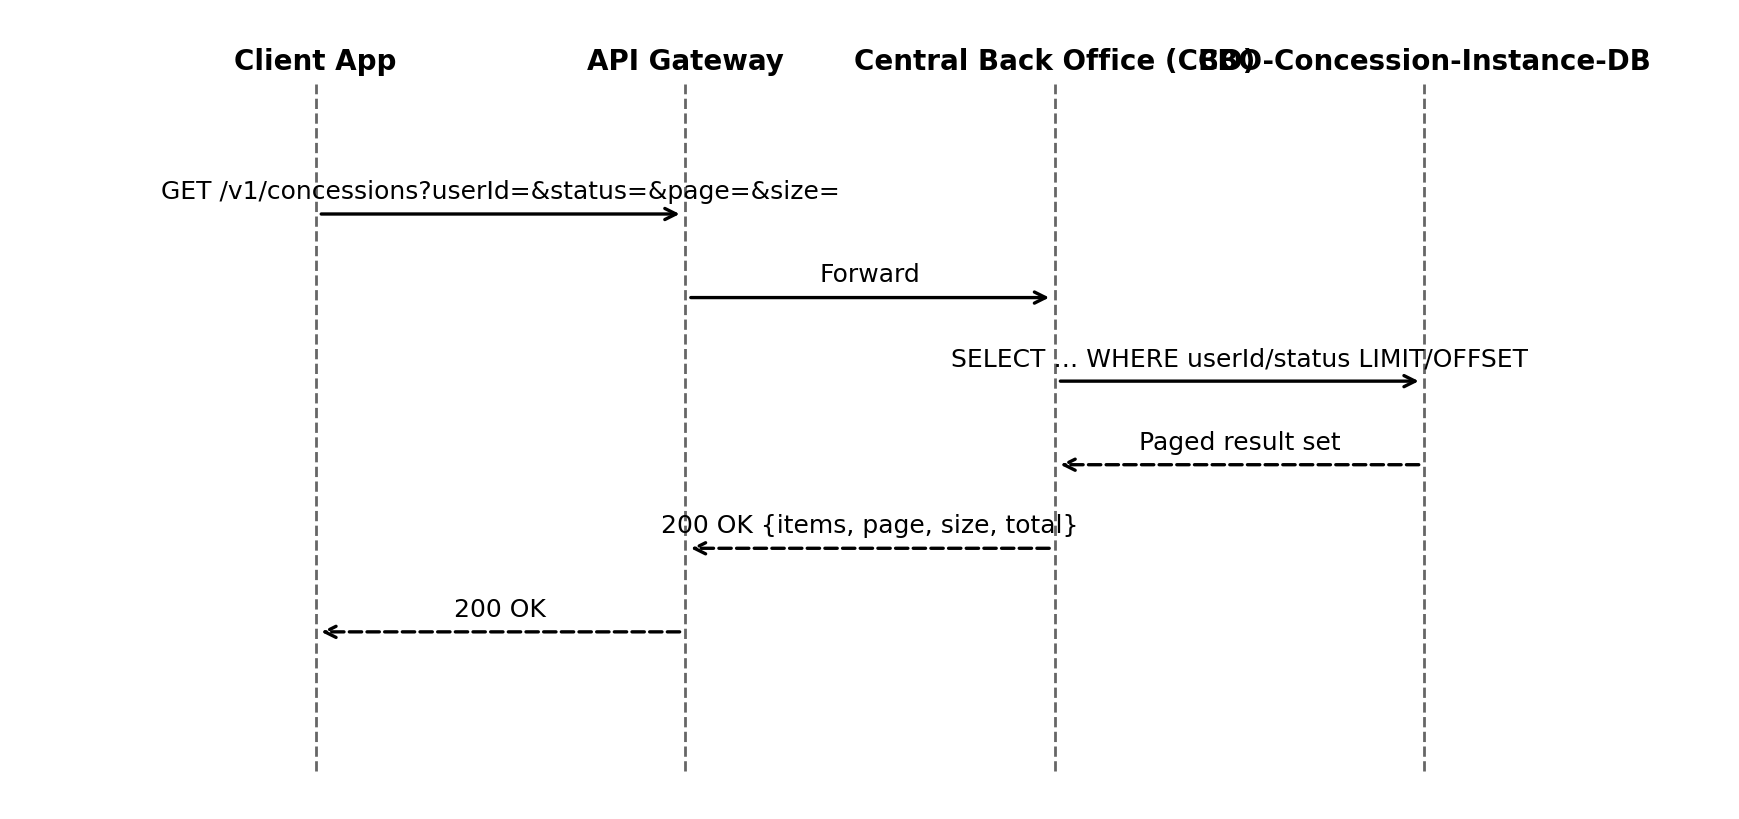 Client App
API Gateway
Central Back Office (CBO)
CBO-Concession-Instance-DB
GET /v1/concessions?userId=&status=&page=&size=
Forward
SELECT … WHERE userId/status LIMIT/OFFSET
Paged result set
200 OK {items, page, size, total}
200 OK